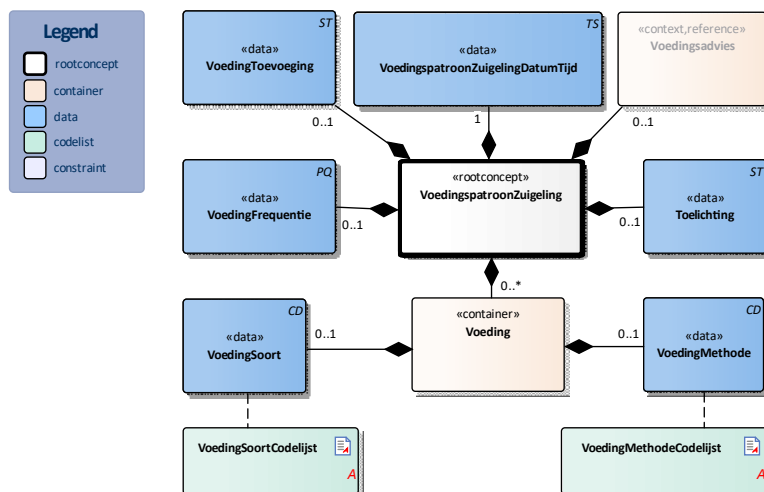 Legend
rootconcept
container
data
codelist
constraint
ST
«data»
VoedingToevoeging
0..1
TS
«data»
VoedingspatroonZuigelingDatumTijd
1
«context,reference»
Voedingsadvies
0..1
PQ
«data»
VoedingFrequentie
0..1
«rootconcept»
VoedingspatroonZuigeling
ST
«data»
Toelichting
0..1
0..*
CD
«data»
VoedingSoort
0..1
«container»
Voeding
CD
«data»
VoedingMethode
0..1
VoedingSoortCodelijst
A
VoedingMethodeCodelijst
A